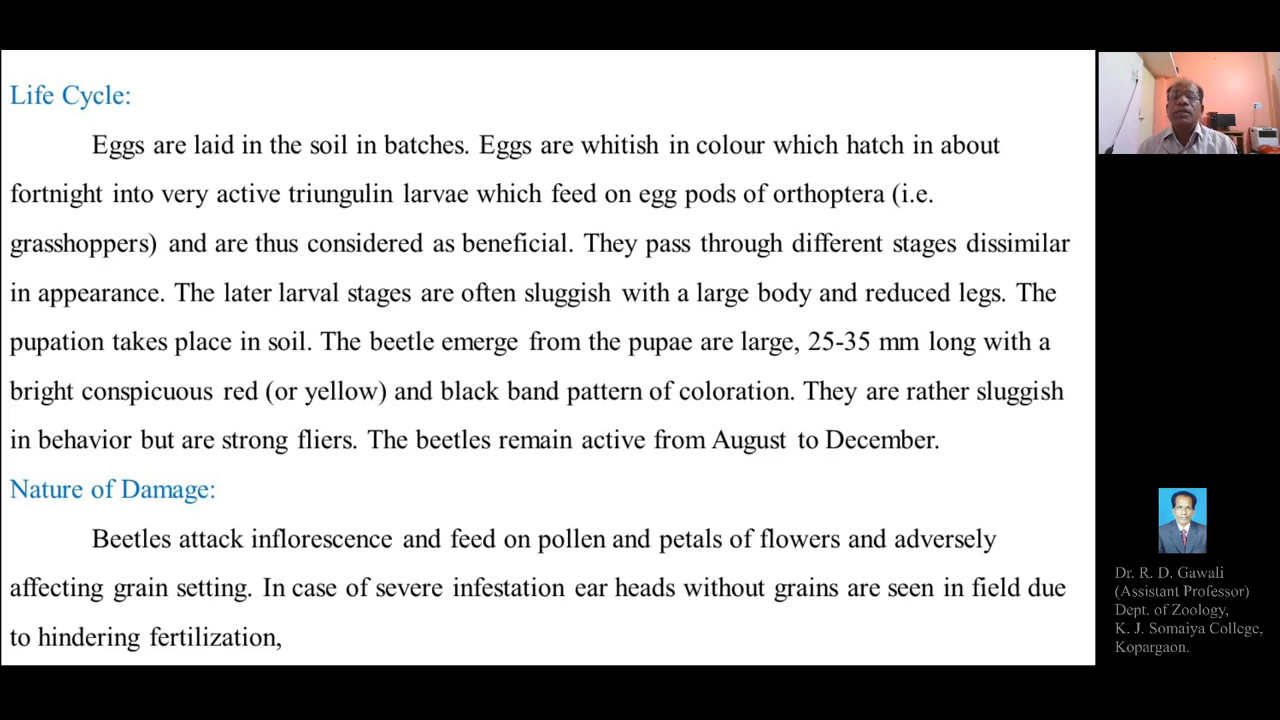 Life Cycle:
Eggs are laid in the soil in batches. Eggs are whitish in colour which hatch in about
fortnight into very active triungulin larvae which feed on egg pods of orthoptera (i.e.
grasshoppers) and are thus considered as beneficial. They pass through different stages dissimilar
in appearance. The later larval stages are often sluggish with a large body and reduced legs. The
pupation takes place in soil. The beetle emerge from the pupae are large, 25-35 mm long with a
bright conspicuous red (or yellow) and black band pattern of coloration. They are rather sluggish
in behavior but are strong fliers. The beetles remain active from August to December.
Nature of Damage:
Beetles attack inflorescence and feed on pollen and petals of flowers and adversely
affecting grain setting. In case of severe infestation ear heads without grains are seen in field due
to hindering fertilization,
Dr. R. D. Gawali
(Assistant Professor)
Dept. of Zoology,
K. J. Somaiya College,
Kopargaon.